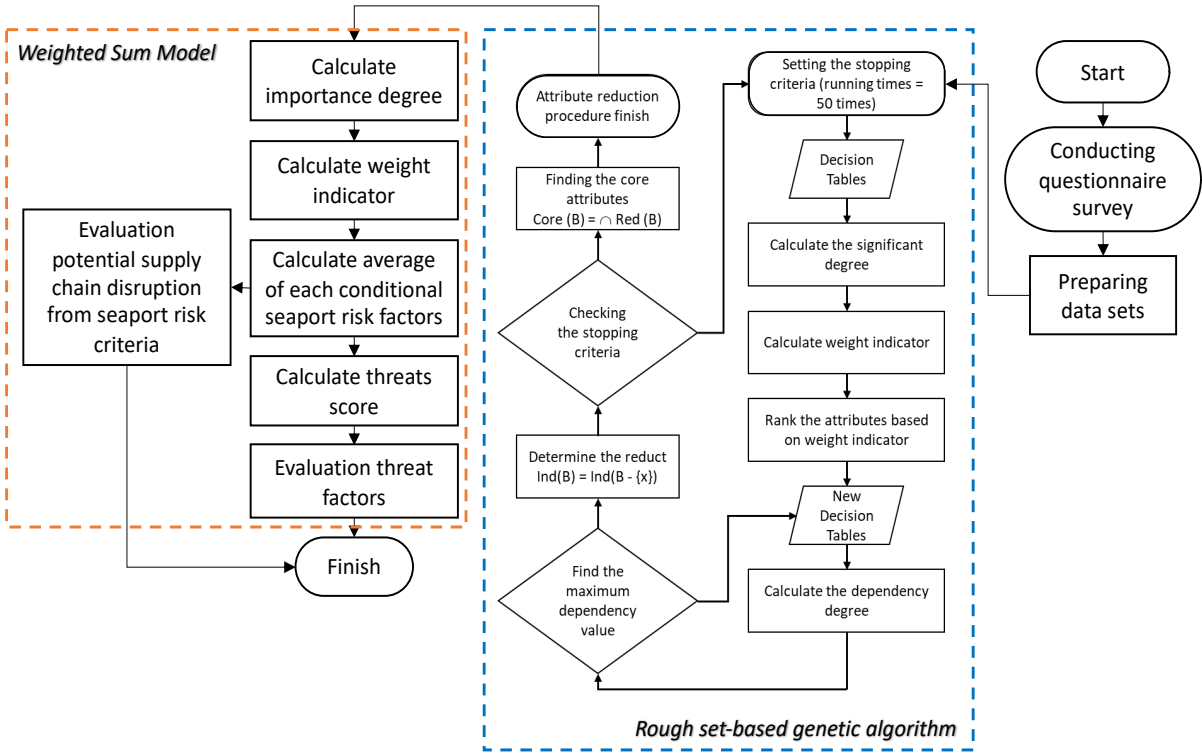 Weighted Sum Model
Calculate
importance degree
Calculate weight
indicator
Calculate average
of each conditional
seaport risk factors
Calculate threats
score
Evaluation threat
factors
Evaluation
potential supply
chain disruption
from seaport risk
criteria
Finish
Attribute reduction
procedure finish
Finding the core
attributes
Core (B) = ∩ Red (B)
Checking
the stopping
criteria
Determine the reduct
Ind(B) = Ind(B - {x})
Find the
maximum
dependency
value
Setting the stopping
criteria (running times =
50 times)
Decision
Tables
Calculate the significant
degree
Calculate weight indicator
Rank the attributes based
on weight indicator
New
Decision
Tables
Calculate the dependency
degree
Rough set-based genetic algorithm
Start
Conducting
questionnaire
survey
Preparing
data sets